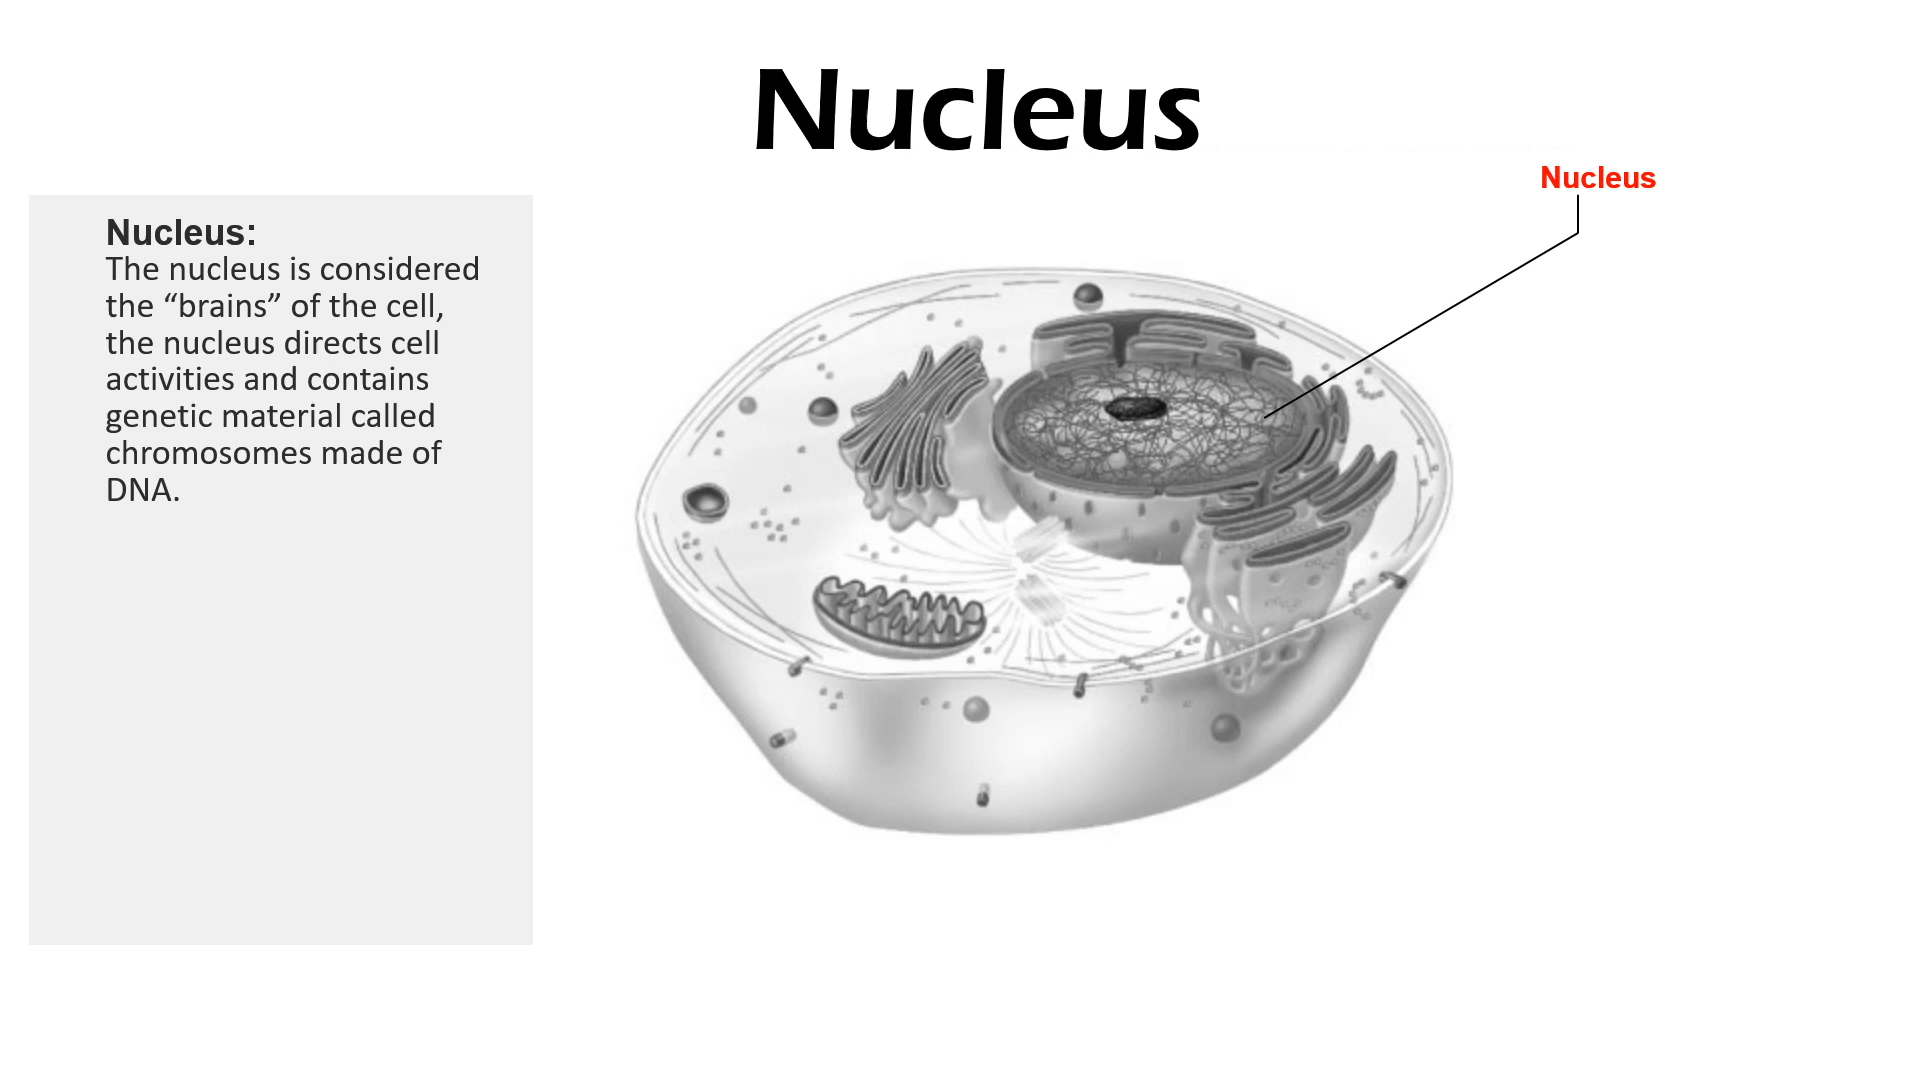 Nucleus
Nucleus
Nucleus:
The nucleus is considered
the “brains” of the cell,
the nucleus directs cell
activities and contains
genetic material called
chromosomes made of
DNA.